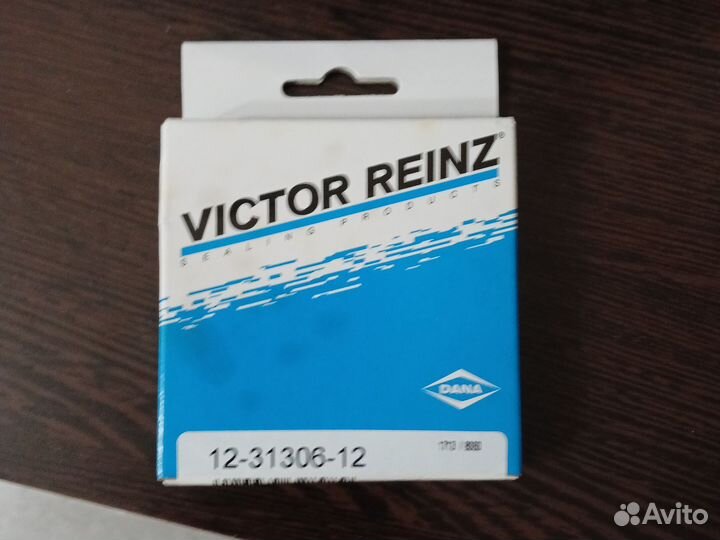 VICTOR REINZ®
SEALING PRODUCTS
DANA
12-31306-12
Avito